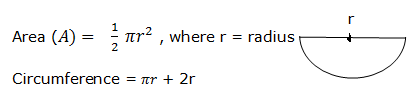 r
Area (A) = 1/2 πr² , where r = radius
Circumference = πr + 2r